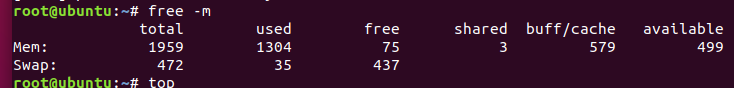 root@ubuntu:~# free -m
total used free shared buff/cache available
Mem: 1959 1304 75 3 579 499
Swap: 472 35 437
root@ubuntu:~# top